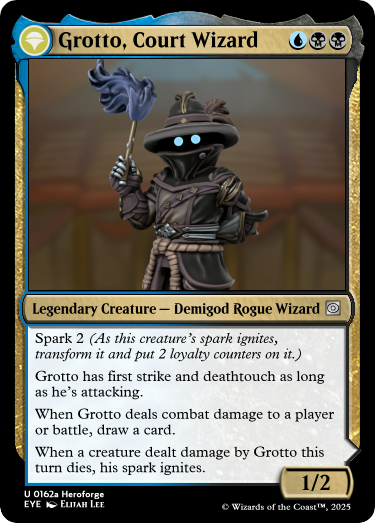 Grotto, Court Wizard
Legendary Creature — Demigod Rogue Wizard
Spark 2 (As this creature's spark ignites,
transform it and put 2 loyalty counters on it.)
Grotto has first strike and deathtouch as long
as he's attacking.
When Grotto deals combat damage to a player
or battle, draw a card.
When a creature dealt damage by Grotto this
turn dies, his spark ignites.
1/2
U 0162a Heroforge
EYE Elijah Lee
© Wizards of the Coast™, 2025